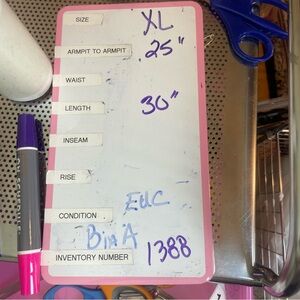 SIZE XL
ARMPIT TO ARMPIT 25"
WAIST
LENGTH 30"
INSEAM
RISE
EUC
CONDITION
Bin A
INVENTORY NUMBER 1388